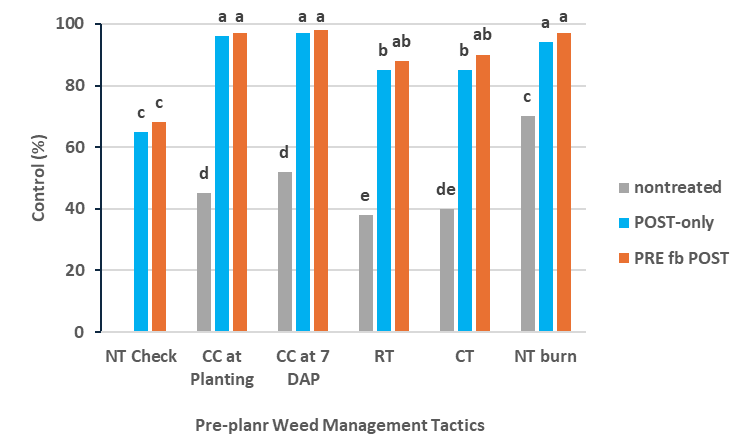 100
80
60
40
20
0
Control (%)
c c
d a a
d a a
e b ab
de b ab
c a a
NT Check
CC at Planting
CC at 7 DAP
RT
CT
NT burn
Pre-planr Weed Management Tactics
nontreated
POST-only
PRE fb POST